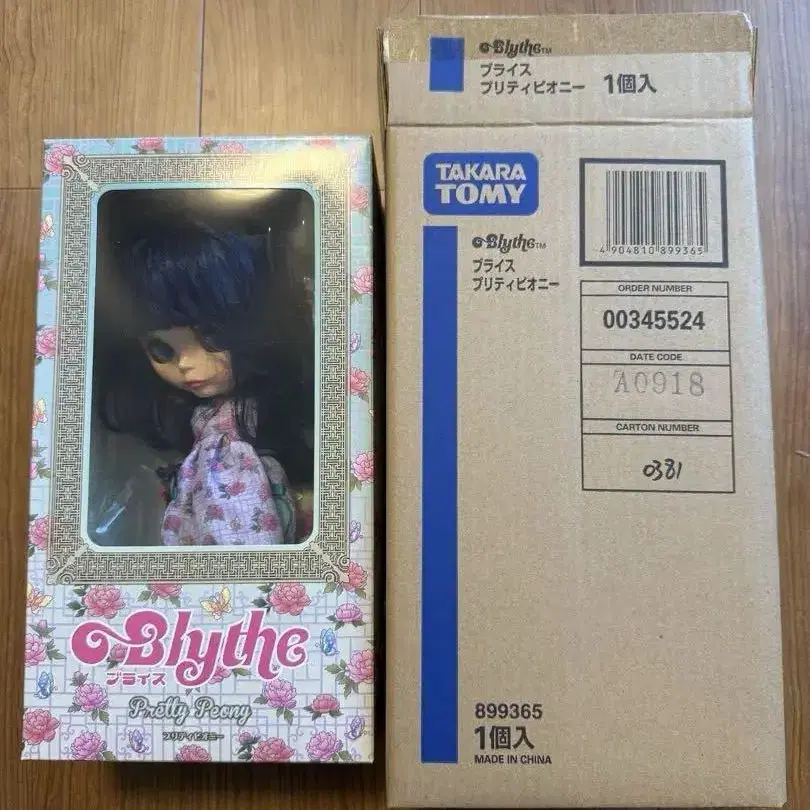 Blythe
ブライス
Pretty Peony
プリティピオニー
Blythe™
ブライス
プリティピオニー 1個入
TAKARA
TOMY
4 904810 899365
Blythe™
ブライス
プリティピオニー
ORDER NUMBER
00345524
DATE CODE
A0918
CARTON NUMBER
0381
899365
1個入
MADE IN CHINA